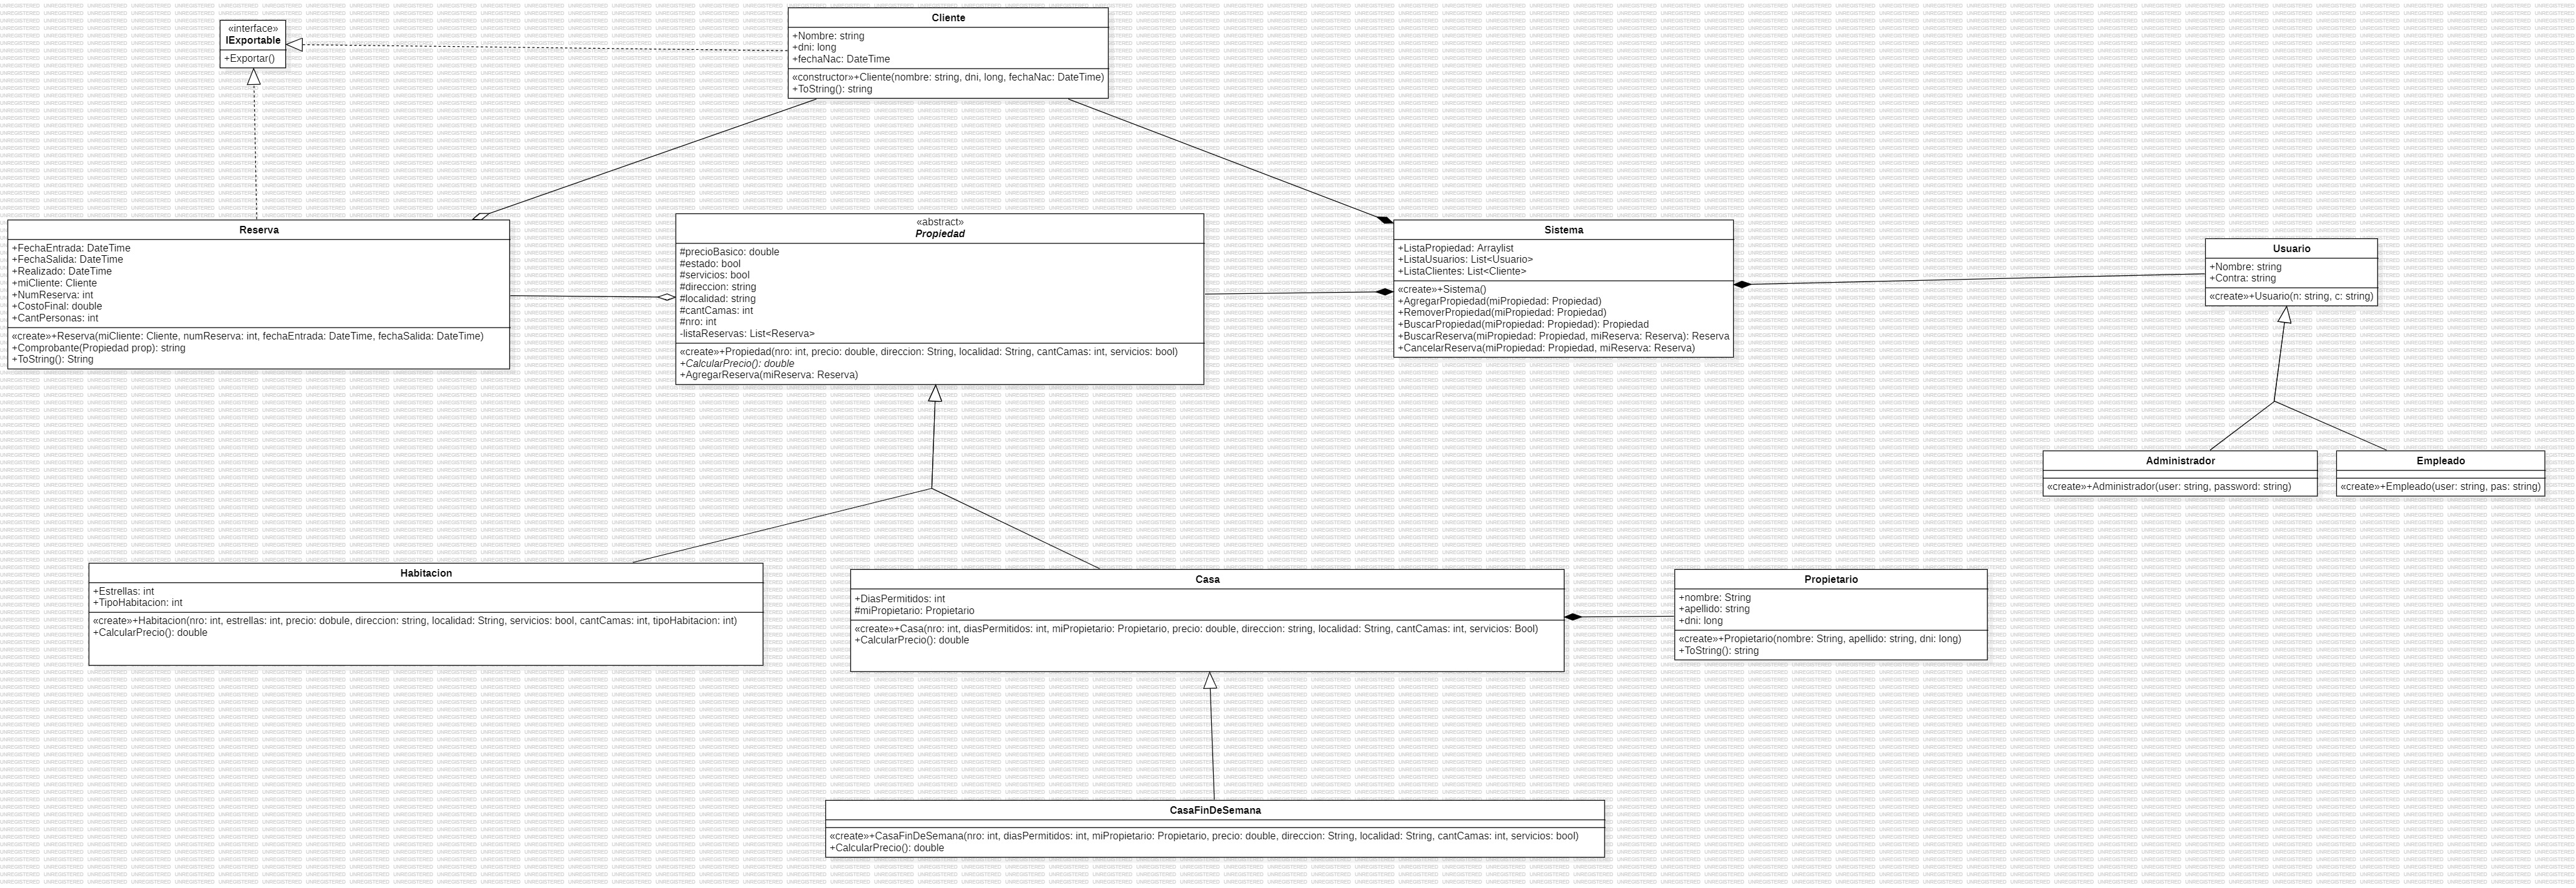 «interface»
IExportable
+Exportar()
Cliente
+Nombre: string
+dni: long
+fechaNac: DateTime
«constructor»+Cliente(nombre: string, dni, long, fechaNac: DateTime)
+ToString(): string
Reserva
+FechaEntrada: DateTime
+FechaSalida: DateTime
+Realizado: DateTime
+miCliente: Cliente
+NumReserva: int
+CostoFinal: double
+CantPersonas: int
«create»+Reserva(miCliente: Cliente, numReserva: int, fechaEntrada: DateTime, fechaSalida: DateTime)
+Comprobante(Propiedad prop): string
+ToString(): String
«abstract»
Propiedad
#precioBasico: double
#estado: bool
#servicios: bool
#direccion: string
#localidad: string
#cantCamas: int
#nro: int
-listaReservas: List<Reserva>
«create»+Propiedad(nro: int, precio: double, direccion: String, localidad: String, cantCamas: int, servicios: bool)
+CalcularPrecio(): double
+AgregarReserva(miReserva: Reserva)
Sistema
+ListaPropiedad: Arraylist
+ListaUsuarios: List<Usuario>
+ListaClientes: List<Cliente>
«create»+Sistema()
+AgregarPropiedad(miPropiedad: Propiedad)
+RemoverPropiedad(miPropiedad: Propiedad)
+BuscarPropiedad(miPropiedad: Propiedad): Propiedad
+BuscarReserva(miPropiedad: Propiedad, miReserva: Reserva): Reserva
+CancelarReserva(miPropiedad: Propiedad, miReserva: Reserva)
Usuario
+Nombre: string
+Contra: string
«create»+Usuario(n: string, c: string)
Administrador
«create»+Administrador(user: string, password: string)
Empleado
«create»+Empleado(user: string, pas: string)
Habitacion
+Estrellas: int
+TipoHabitacion: int
«create»+Habitacion(nro: int, estrellas: int, precio: dobule, direccion: string, localidad: String, servicios: bool, cantCamas: int, tipoHabitacion: int)
+CalcularPrecio(): double
Casa
+DiasPermitidos: int
#miPropietario: Propietario
«create»+Casa(nro: int, diasPermitidos: int, miPropietario: Propietario, precio: double, direccion: string, localidad: String, cantCamas: int, servicios: Bool)
+CalcularPrecio(): double
Propietario
+nombre: String
+apellido: string
+dni: long
«create»+Propietario(nombre: String, apellido: string, dni: long)
+ToString(): string
CasaFinDeSemana
«create»+CasaFinDeSemana(nro: int, diasPermitidos: int, miPropietario: Propietario, precio: double, direccion: String, localidad: String, cantCamas: int, servicios: bool)
+CalcularPrecio(): double
UNREGISTERED